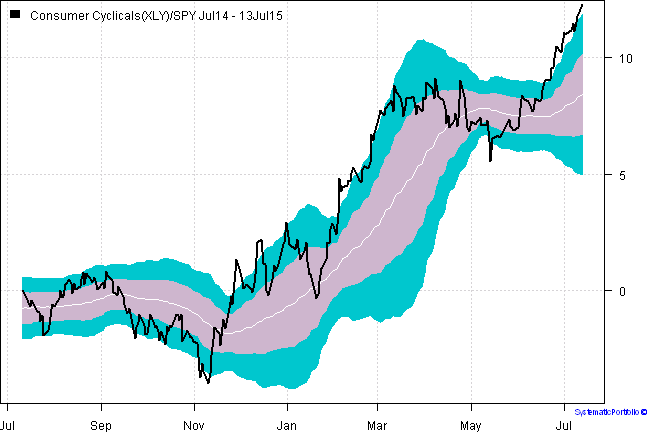 Consumer Cyclicals(XLY)/SPY Jul14 - 13Jul15
10
5
0
Jul Sep Nov Jan Mar May Jul
SystematicPortfolio ©